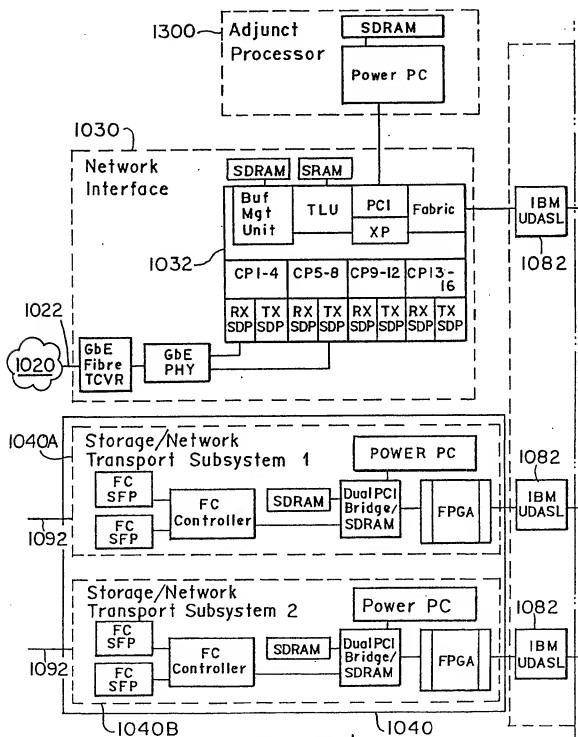 1300
Adjunct
Processor
SDRAM
Power PC
1030
Network
Interface
SDRAM
SRAM
Buf
Mgt
Unit
TLU
PCI
XP
Fabric
IBM
UDASL
1082
1032
CP1-4
CP5-8
CP9-12
CP13-
16
RX
SDP
TX
SDP
RX
SDP
TX
SDP
RX
SDP
TX
SDP
RX
SDP
TX
SDP
1022
1020
GbE
Fibre
TCVR
GbE
PHY
1040A
Storage/Network
Transport Subsystem 1
POWER PC
1082
FC
SFP
FC
SFP
FC
Controller
SDRAM
Dual PCI
Bridge/
SDRAM
FPGA
IBM
UDASL
1092
Storage/Network
Transport Subsystem 2
Power PC
1082
FC
SFP
FC
SFP
FC
Controller
SDRAM
Dual PCI
Bridge/
SDRAM
FPGA
IBM
UDASL
1092
1040B
1040